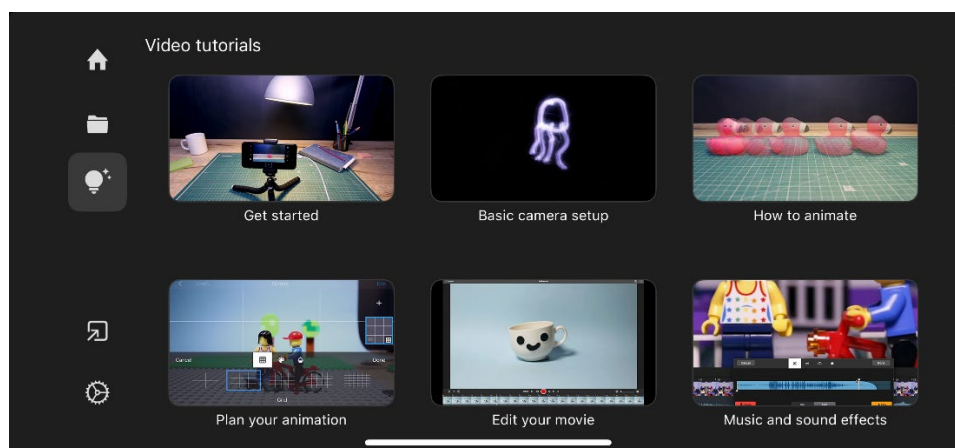 Video tutorials
Get started
Basic camera setup
How to animate
Cancel
Done
Grid
Plan your animation
Edit your movie
Music and sound effects